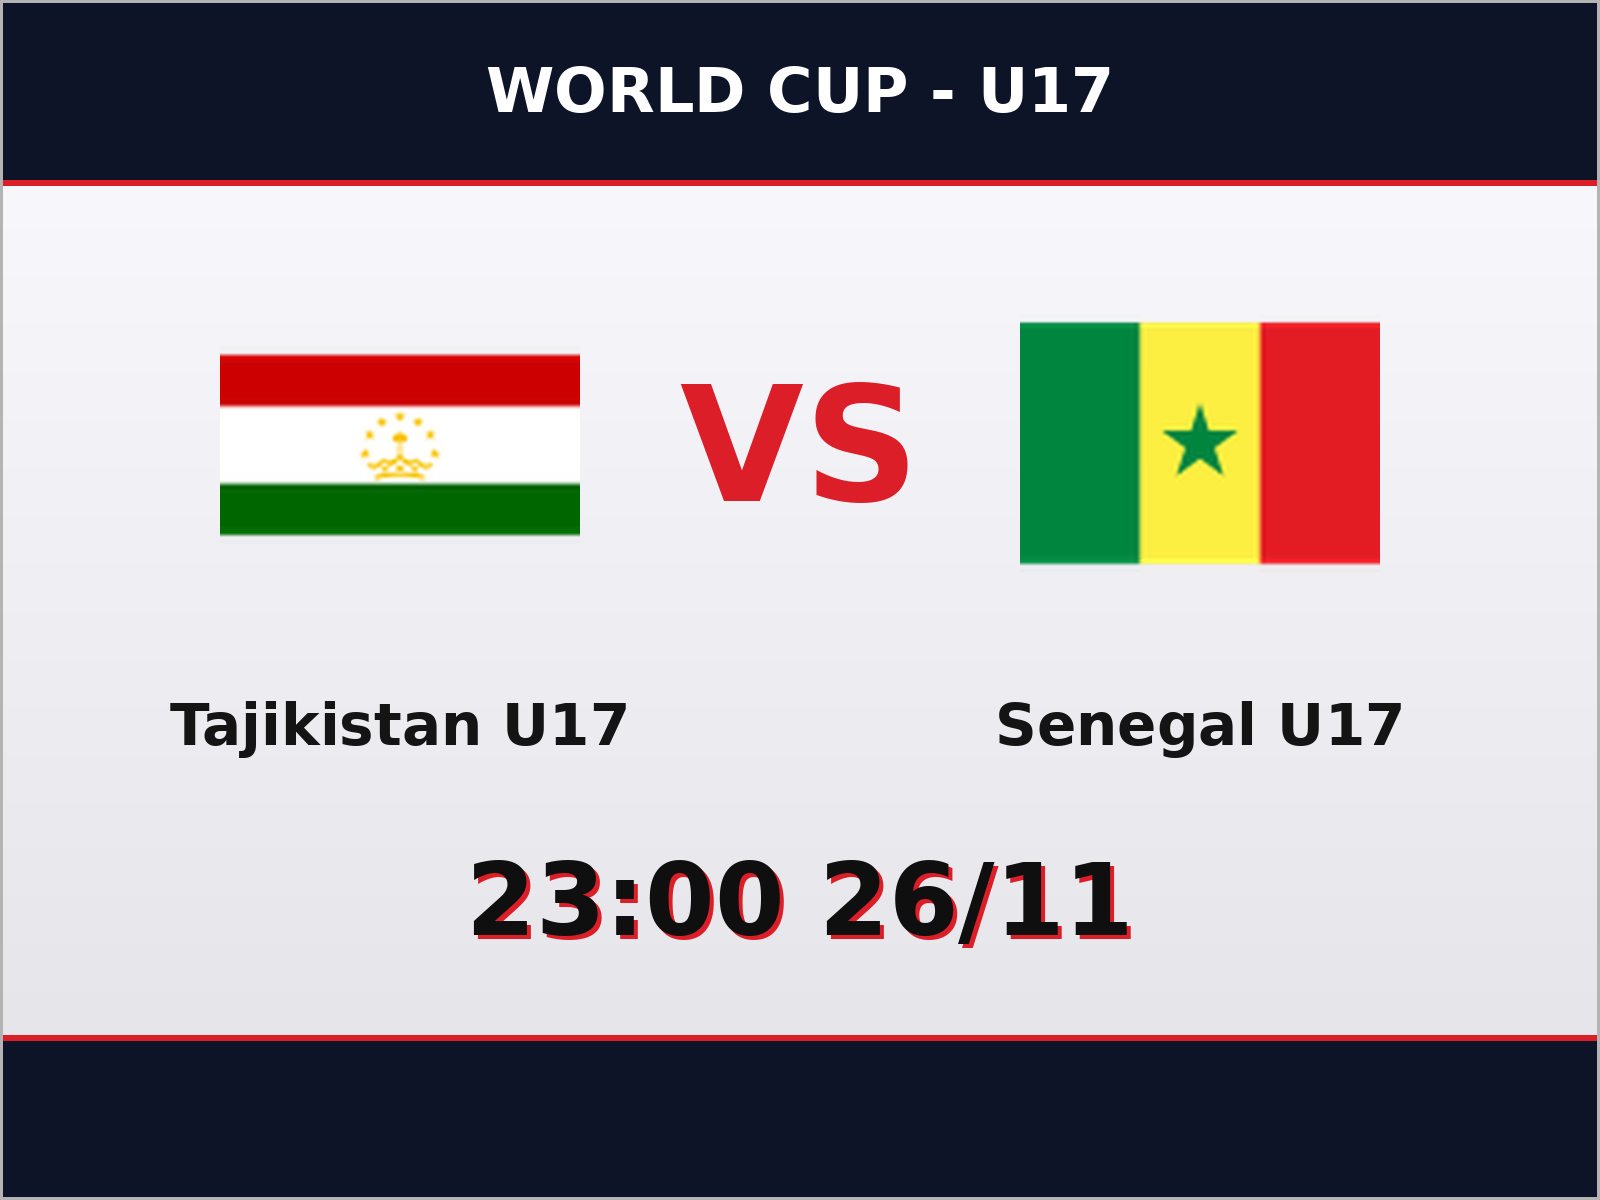 WORLD CUP - U17
VS
Tajikistan U17
Senegal U17
23:00 26/11